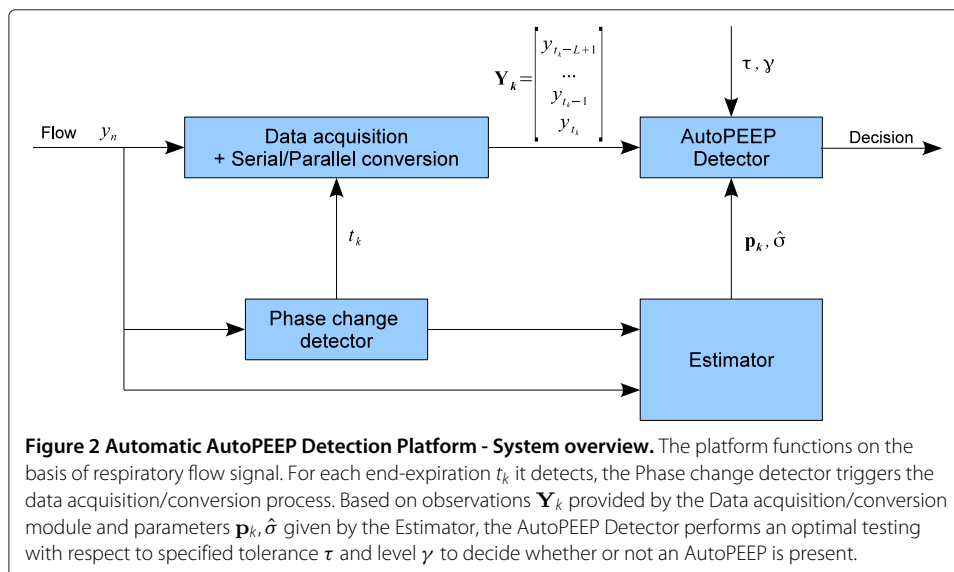 τ , γ
Y_k = [ y_{t_k−L+1}
...
y_{t_k−1}
y_{t_k} ]
Flow y_n
Data acquisition
+ Serial/Parallel conversion
AutoPEEP
Detector
Decision
t_k
p_k , σ̂
Phase change
detector
Estimator
Figure 2 Automatic AutoPEEP Detection Platform - System overview. The platform functions on the
basis of respiratory flow signal. For each end-expiration t_k it detects, the Phase change detector triggers the
data acquisition/conversion process. Based on observations Y_k provided by the Data acquisition/conversion
module and parameters p_k, σ̂ given by the Estimator, the AutoPEEP Detector performs an optimal testing
with respect to specified tolerance τ and level γ to decide whether or not an AutoPEEP is present.